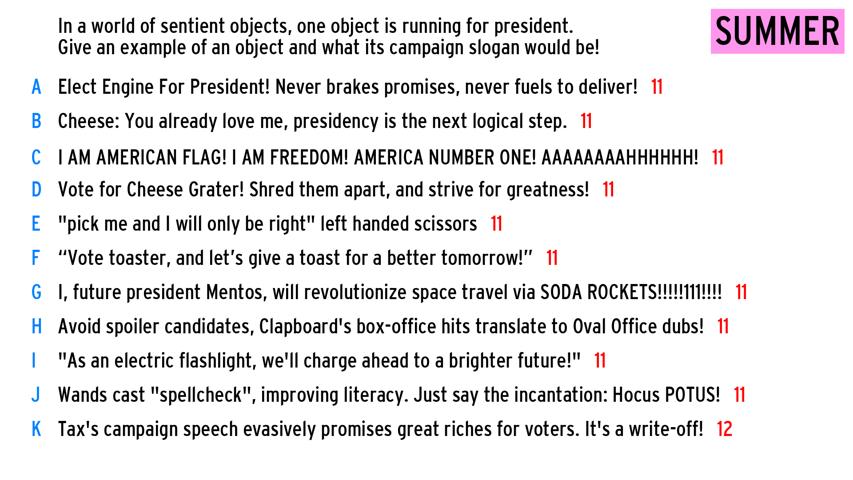 In a world of sentient objects, one object is running for president.
SUMMER
Give an example of an object and what its campaign slogan would be!
A Elect Engine For President! Never brakes promises, never fuels to deliver! 11
B Cheese: You already love me, presidency is the next logical step. 11
C I AM AMERICAN FLAG! I AM FREEDOM! AMERICA NUMBER ONE! AAAAAAAAHHHHHH! 11
D Vote for Cheese Grater! Shred them apart, and strive for greatness! 11
E "pick me and I will only be right" left handed scissors 11
F “Vote toaster, and let’s give a toast for a better tomorrow!” 11
G I, future president Mentos, will revolutionize space travel via SODA ROCKETS!!!!!111!!!! 11
H Avoid spoiler candidates, Clapboard's box-office hits translate to Oval Office dubs! 11
I "As an electric flashlight, we'll charge ahead to a brighter future!" 11
J Wands cast "spellcheck", improving literacy. Just say the incantation: Hocus POTUS! 11
K Tax's campaign speech evasively promises great riches for voters. It's a write-off! 12